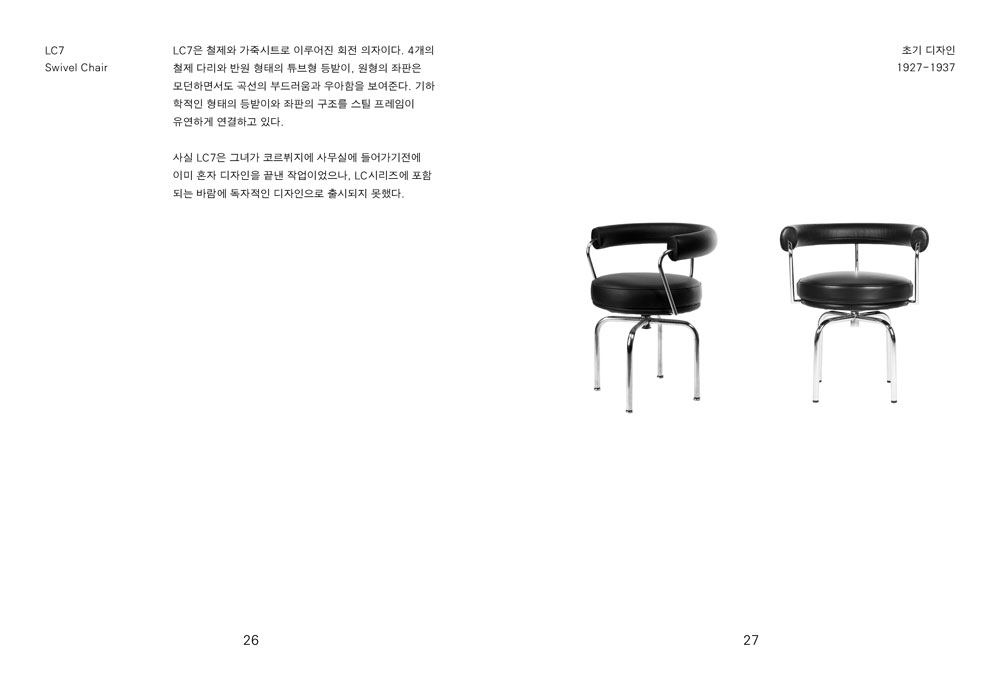 LC7
Swivel Chair
LC7은 철제와 가죽시트로 이루어진 회전 의자이다. 4개의
철제 다리와 반원 형태의 튜브형 등받이, 원형의 좌판은
모던하면서도 곡선의 부드러움과 우아함을 보여준다. 기하
학적인 형태의 등받이와 좌판의 구조를 스틸 프레임이
유연하게 연결하고 있다.
사실 LC7은 그녀가 코르뷔지에 사무실에 들어가기전에
이미 혼자 디자인을 끝낸 작업이었으나, LC시리즈에 포함
되는 바람에 독자적인 디자인으로 출시되지 못했다.
초기 디자인
1927-1937
26
27